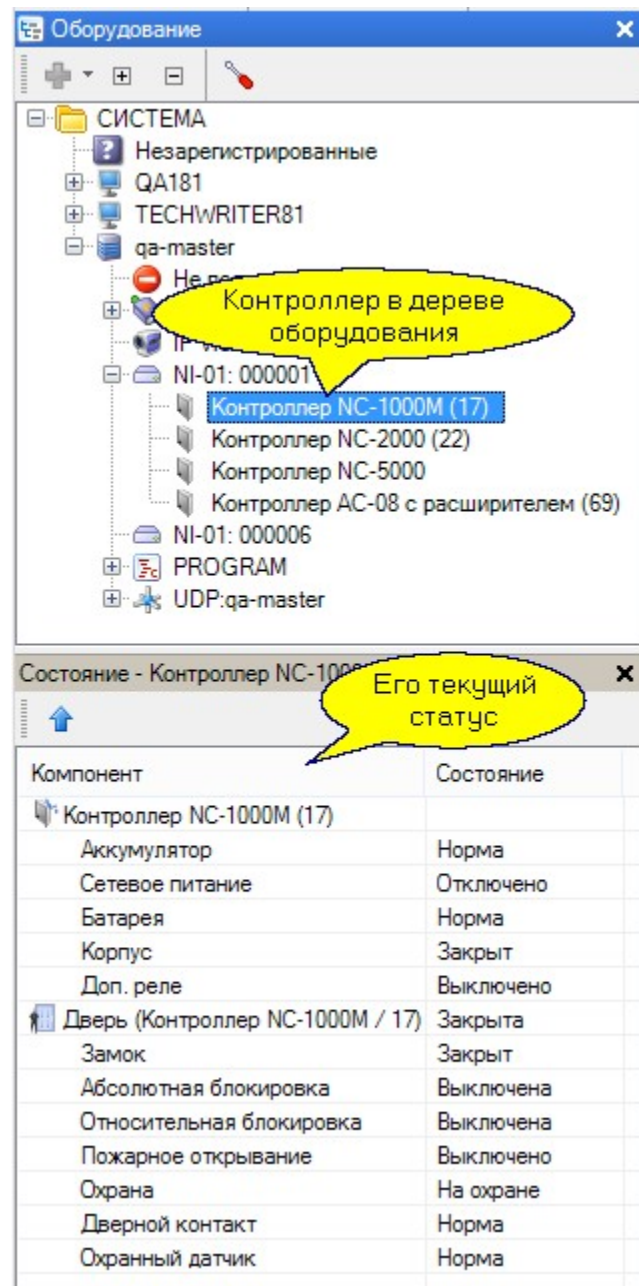 Оборудование
СИСТЕМА
Незарегистрированные
QA181
TECHWRITER81
qa-master
Контроллер в дереве
оборудования
NI-01: 000001
Контроллер NC-1000M (17)
Контроллер NC-2000 (22)
Контроллер NC-5000
Контроллер AC-08 с расширителем (69)
NI-01: 000006
PROGRAM
UDP:qa-master
Состояние - Контроллер
Его текущий
статус
Компонент Состояние
Контроллер NC-1000M (17)
Аккумулятор Норма
Сетевое питание Отключено
Батарея Норма
Корпус Закрыт
Доп. реле Выключено
Дверь (Контроллер NC-1000M / 17) Закрыта
Замок Закрыт
Абсолютная блокировка Выключена
Относительная блокировка Выключена
Пожарное открывание Выключено
Охрана На охране
Дверной контакт Норма
Охранный датчик Норма